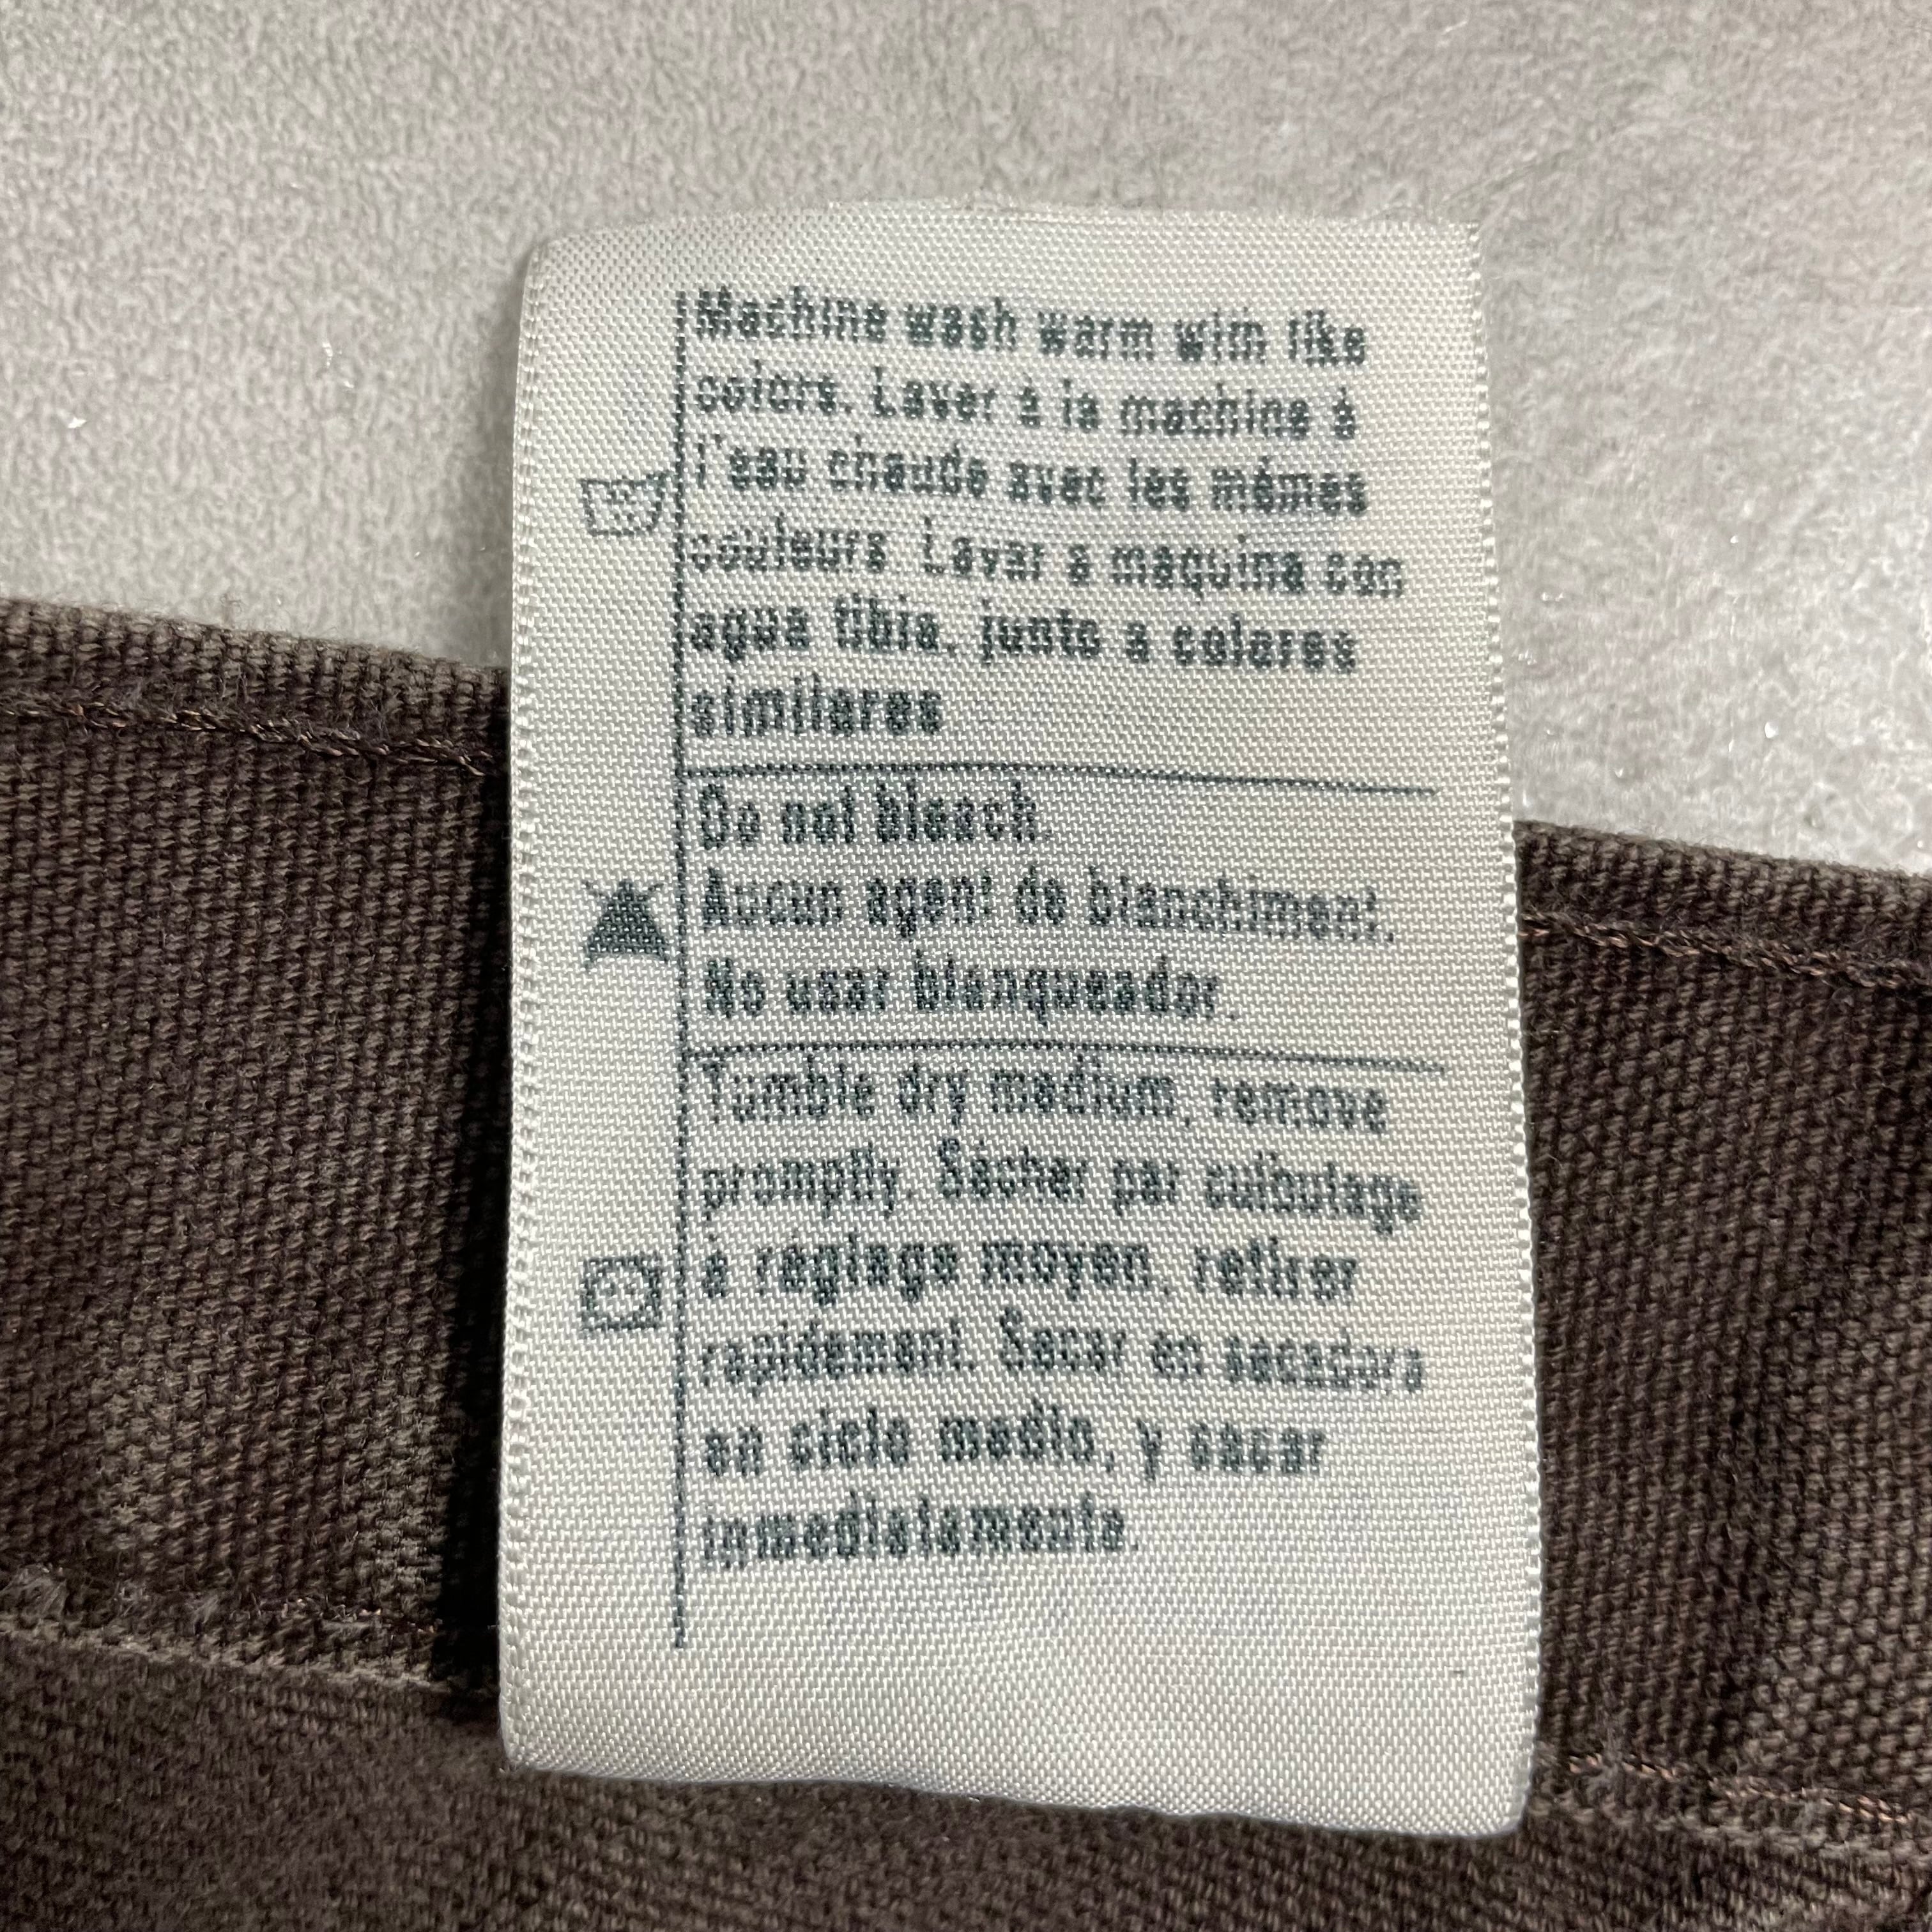 Machine wash warm with like
colors. Laver à la machine à
l'eau chaude avec les mêmes
couleurs. Lavar a maquina con
agua tibia, junto a colores
similares
Do not bleach.
Aucun agent de blanchiment.
No usar blanqueador.
Tumble dry medium, remove
promptly. Sécher par culbutage
à réglage moyen, retirer
rapidement. Secar en secadora
en ciclo medio, y sacar
inmediatamente.